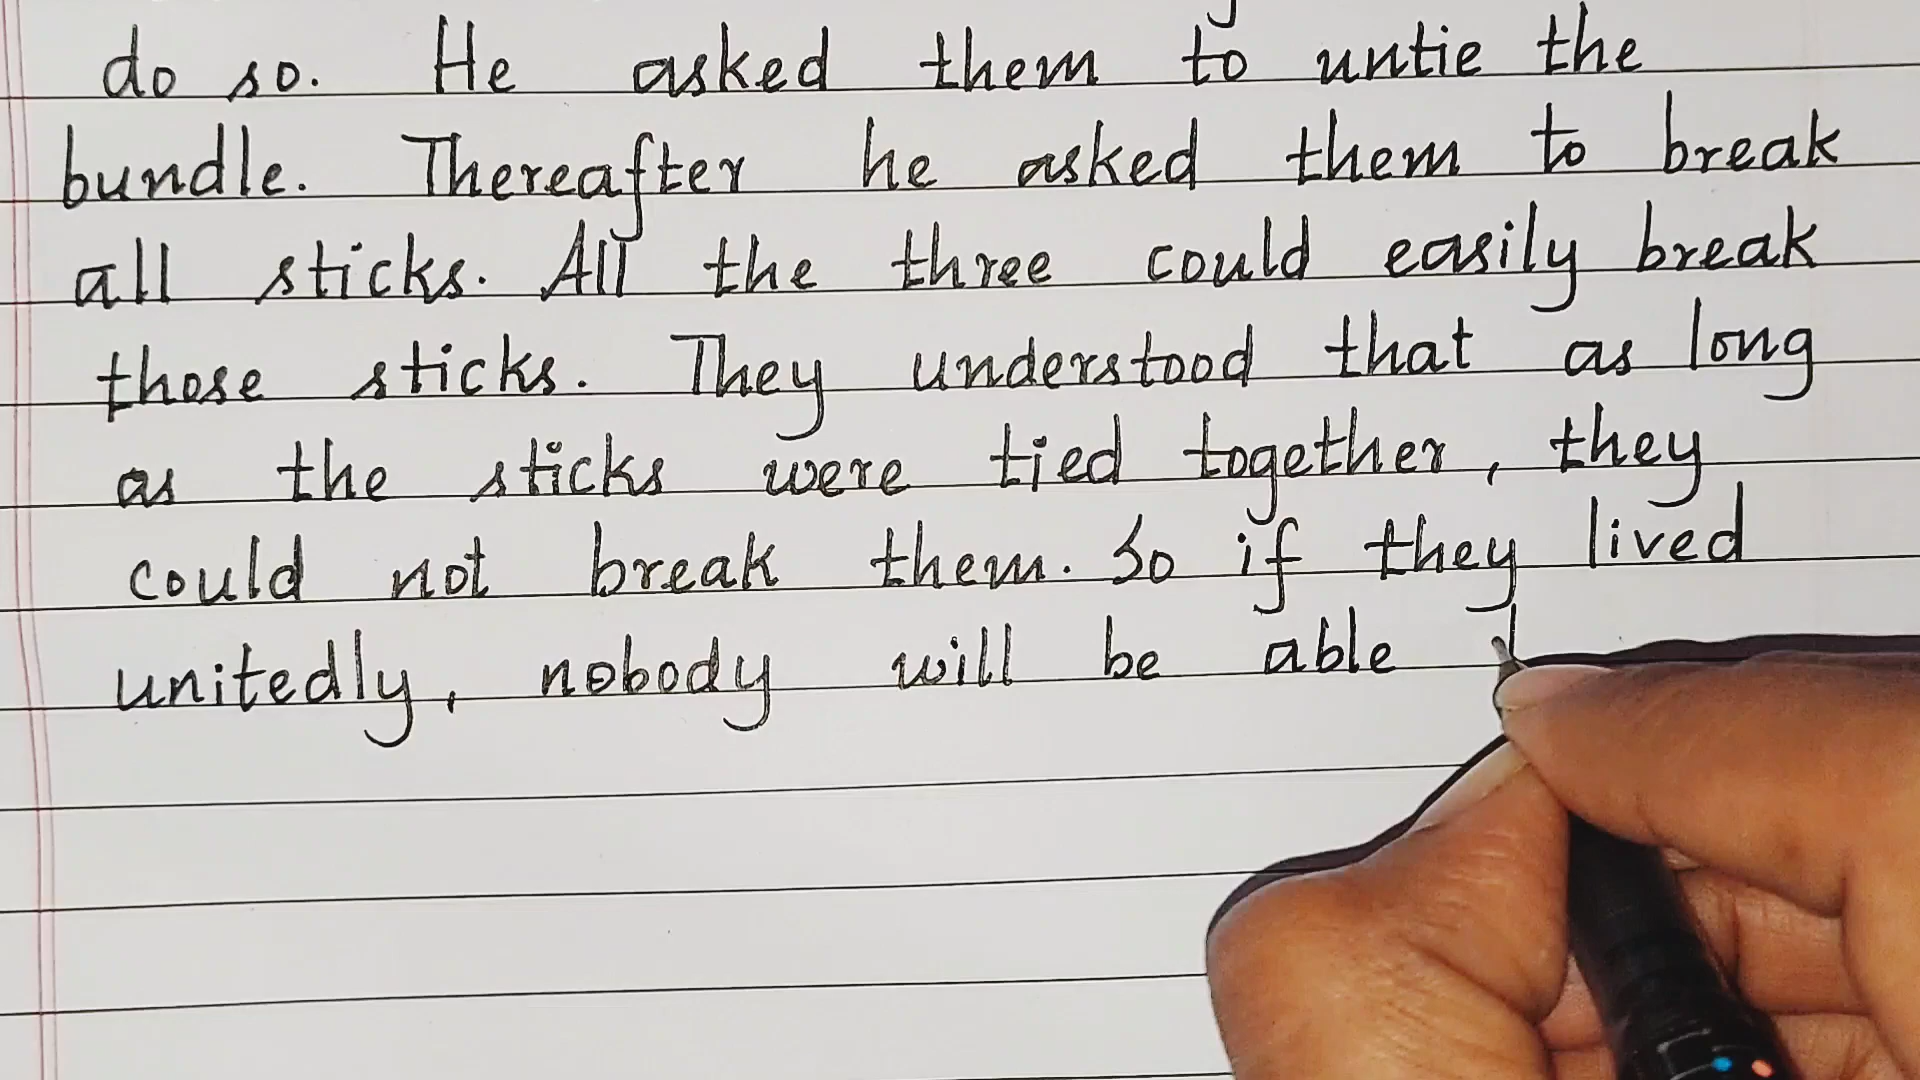 do so. He asked them to untie the
bundle. Thereafter he asked them to break
all sticks. All the three could easily break
those sticks. They understood that as long
as the sticks were tied together, they
could not break them. So if they lived
unitedly, nobody will be able